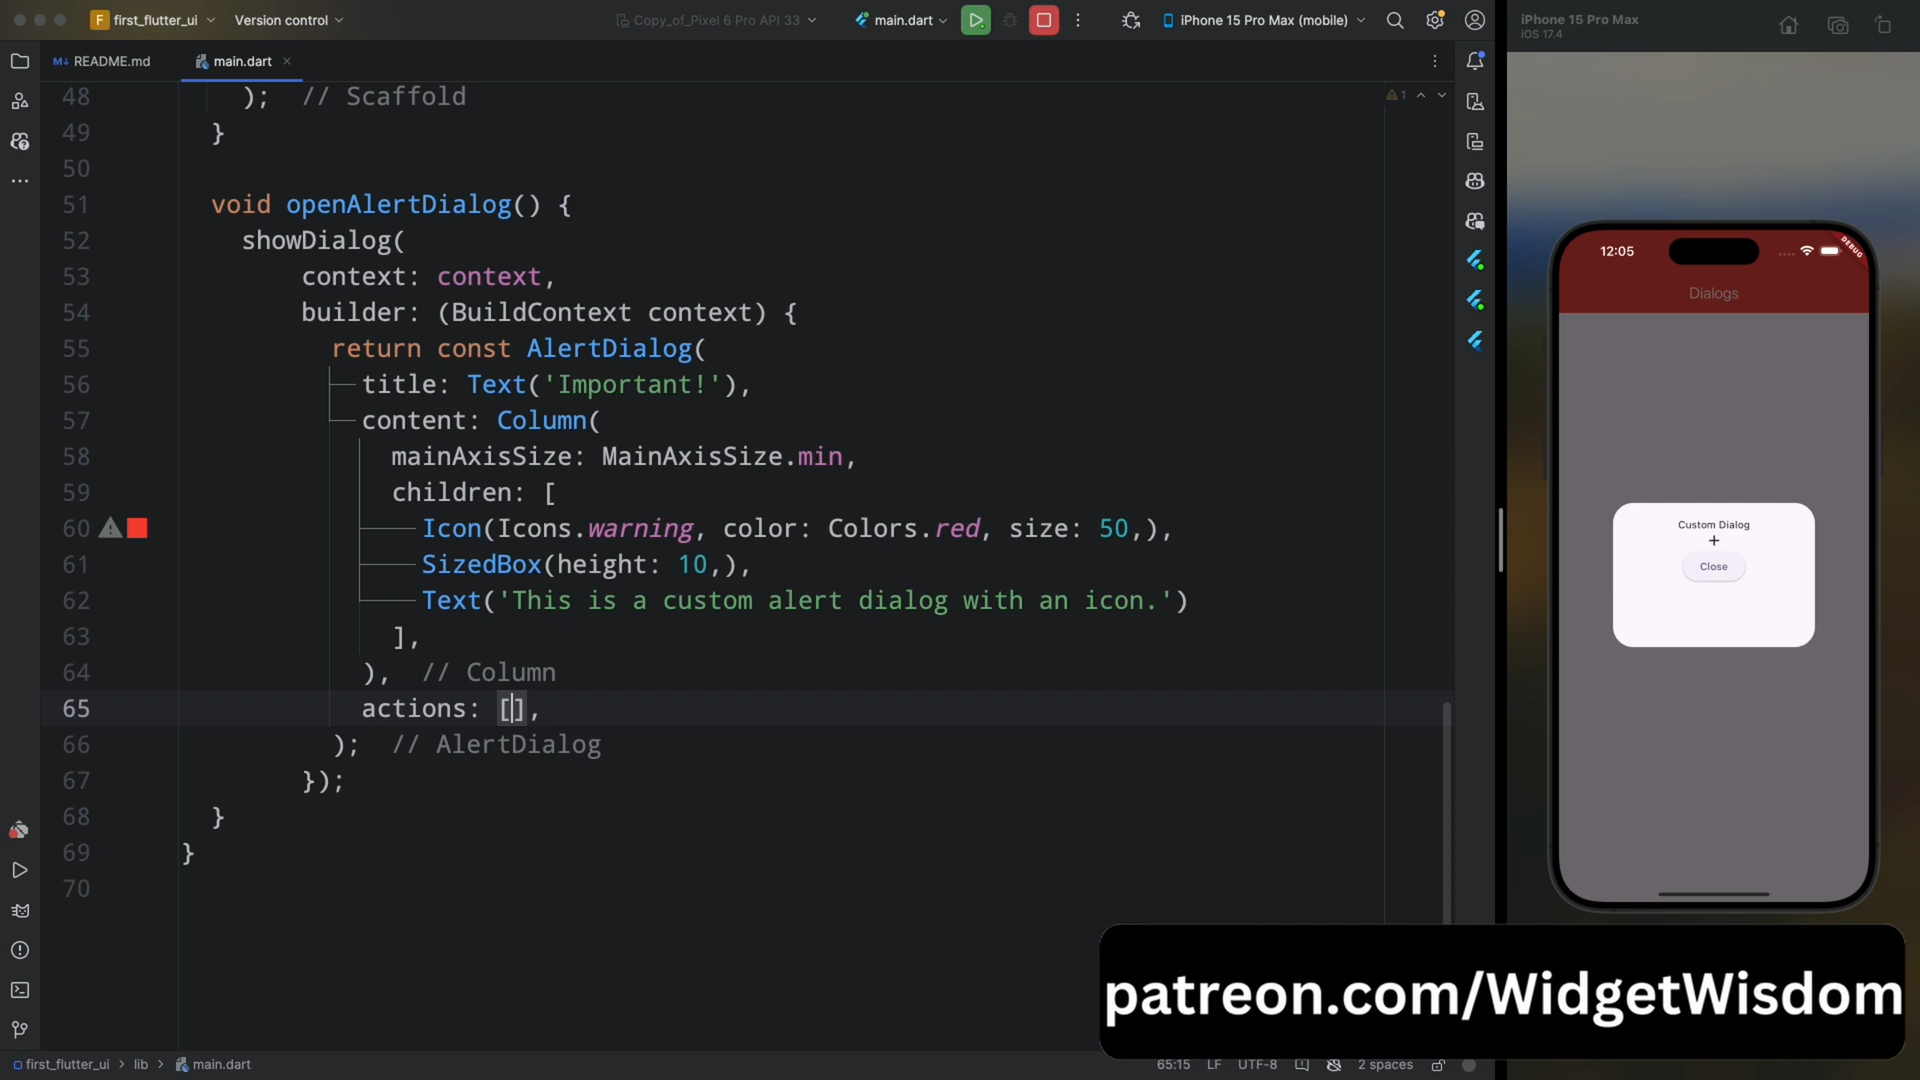 F first_flutter_ui Version control Copy_of_Pixel 6 Pro API 33 main.dart iPhone 15 Pro Max (mobile)
M↓ README.md main.dart
iPhone 15 Pro Max
iOS 17.4
48 ); // Scaffold
49 }
50
51 void openAlertDialog() {
52 showDialog(
53 context: context,
54 builder: (BuildContext context) {
55 return const AlertDialog(
56 title: Text('Important!'),
57 content: Column(
58 mainAxisSize: MainAxisSize.min,
59 children: [
60 Icon(Icons.warning, color: Colors.red, size: 50,),
61 SizedBox(height: 10,),
62 Text('This is a custom alert dialog with an icon.')
63 ],
64 ), // Column
65 actions: [],
66 ); // AlertDialog
67 });
68 }
69 }
70
1
12:05
DEBUG
Dialogs
Custom Dialog
+
Close
patreon.com/WidgetWisdom
first_flutter_ui > lib > main.dart 65:15 LF UTF-8 2 spaces